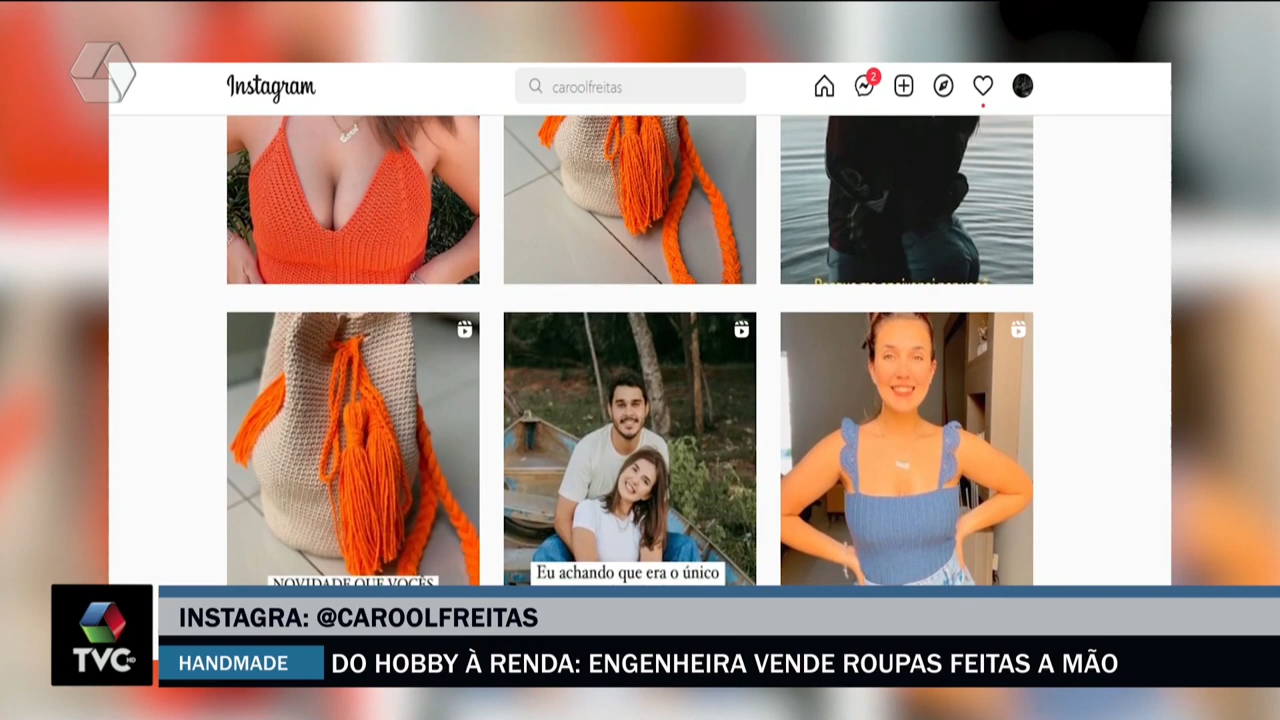 Instagram
caroolfreitas
2
NOVIDADE QUE VOCÊS
Eu achando que era o único
INSTAGRA: @CAROOLFREITAS
TVC HD
HANDMADE
DO HOBBY À RENDA: ENGENHEIRA VENDE ROUPAS FEITAS A MÃO